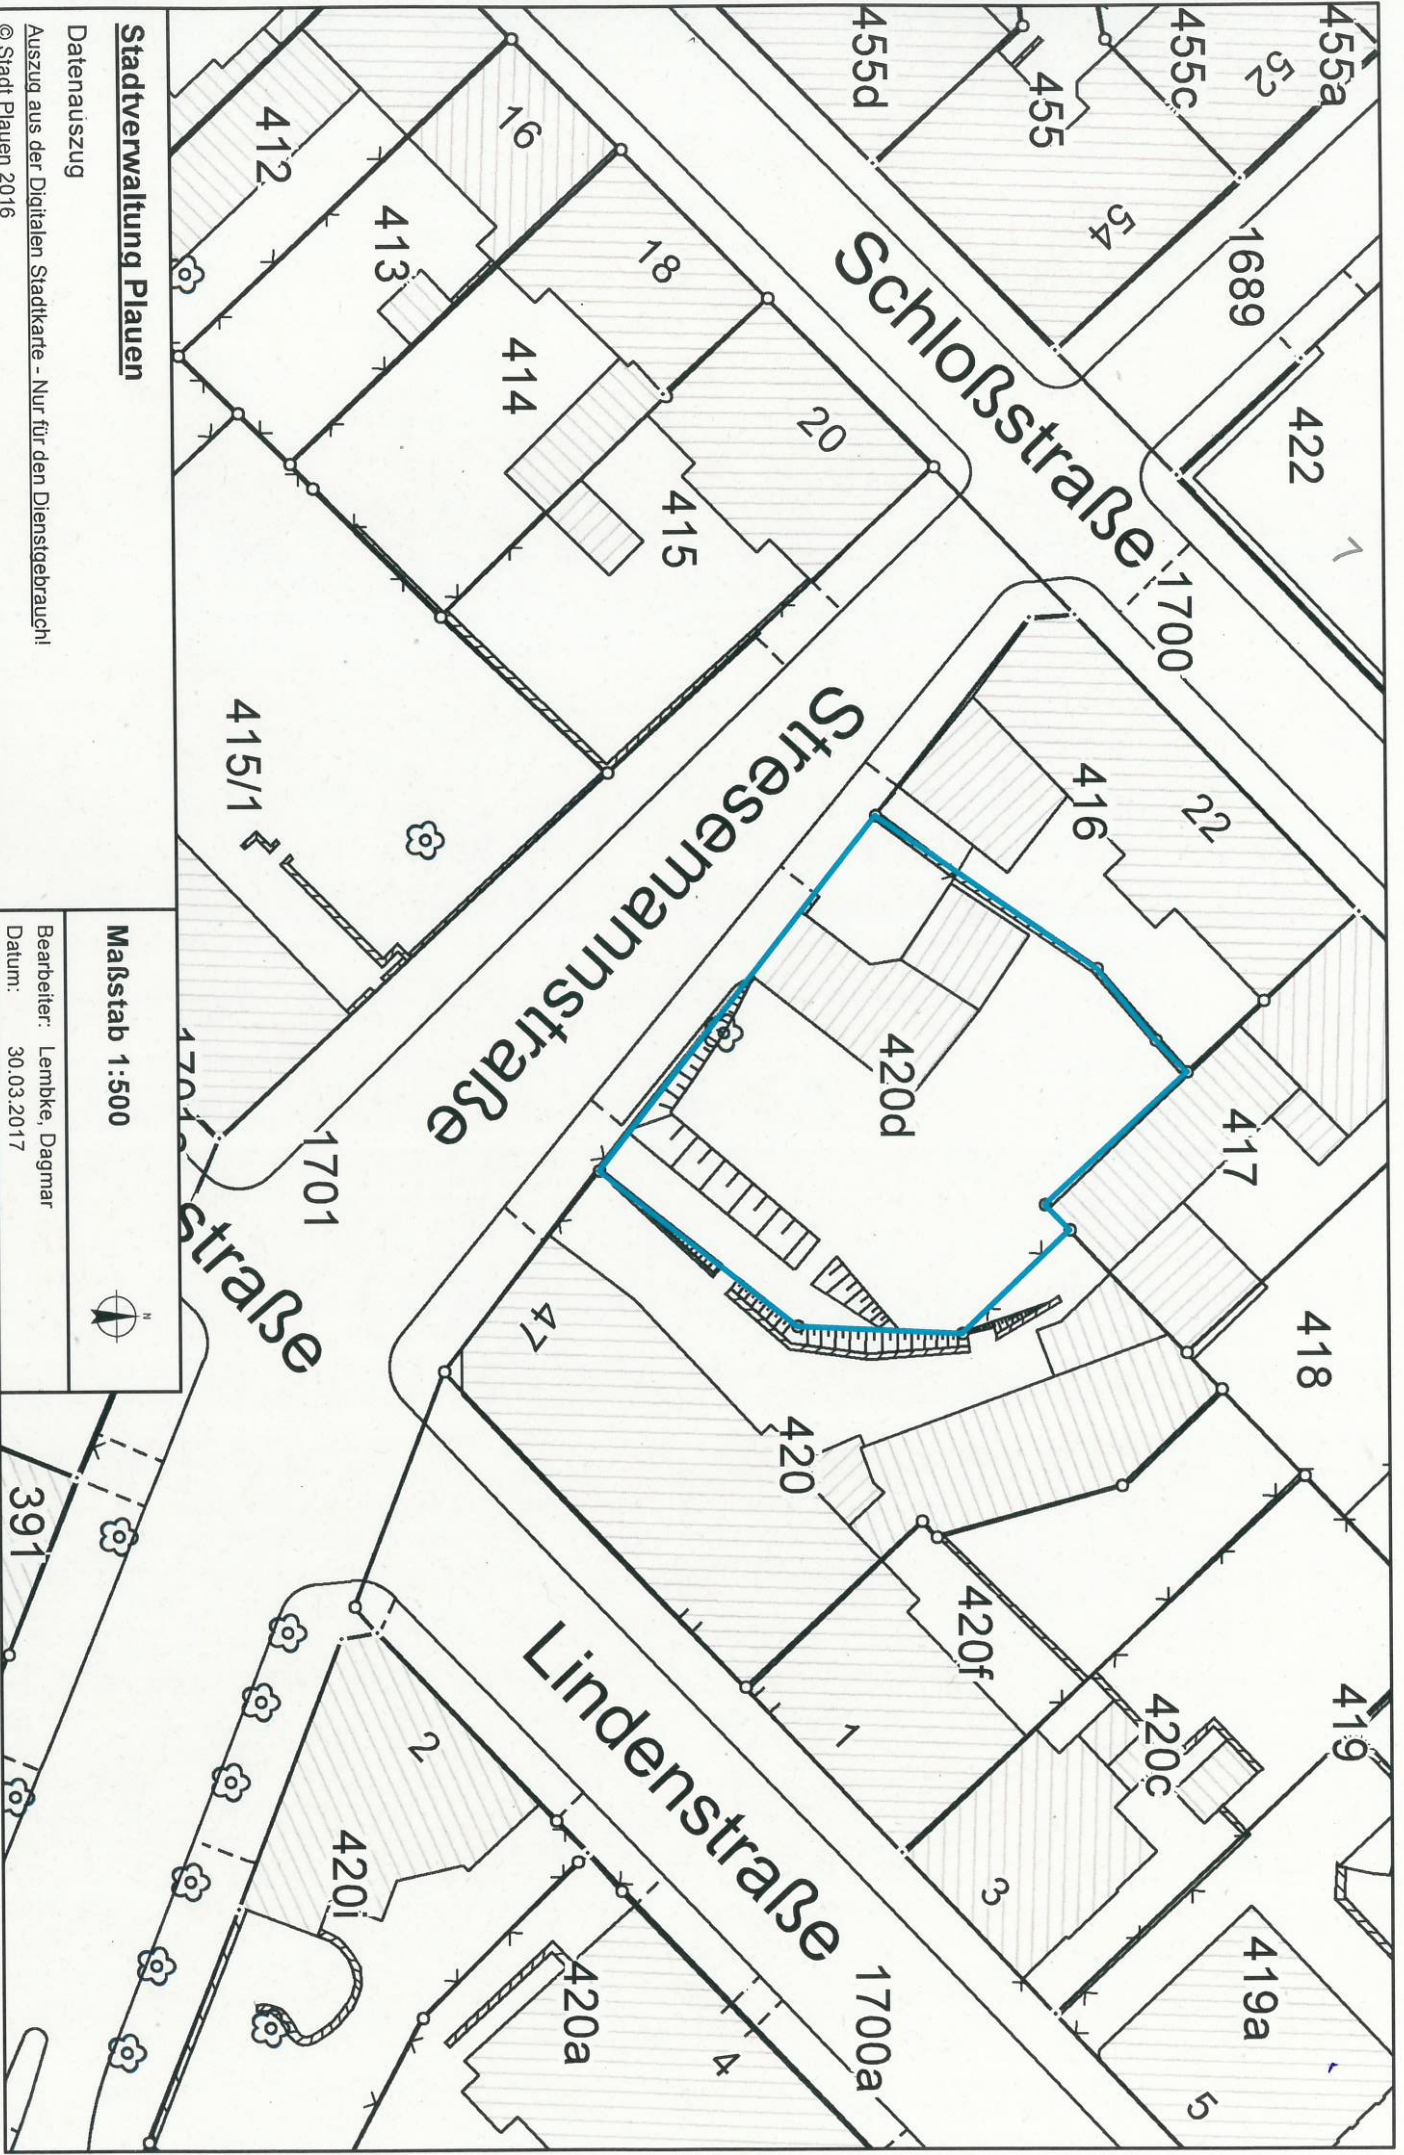 455a
52
455c
455
455d
54
1689
422
7
Schloßstraße
1700
16
412
413
18
414
20
415
415/1
22
416
Stresemannstraße
420d
417
418
47
420
1701
straße
420f
1
420c
419
3
419a
5
Lindenstraße
1700a
2
420i
420a
4
391
Stadtverwaltung Plauen
Datenauszug
Auszug aus der Digitalen Stadtkarte - Nur für den Dienstgebrauch!
© Stadt Plauen 2016
Maßstab 1:500
N
Bearbeiter: Lembke, Dagmar
Datum: 30.03.2017